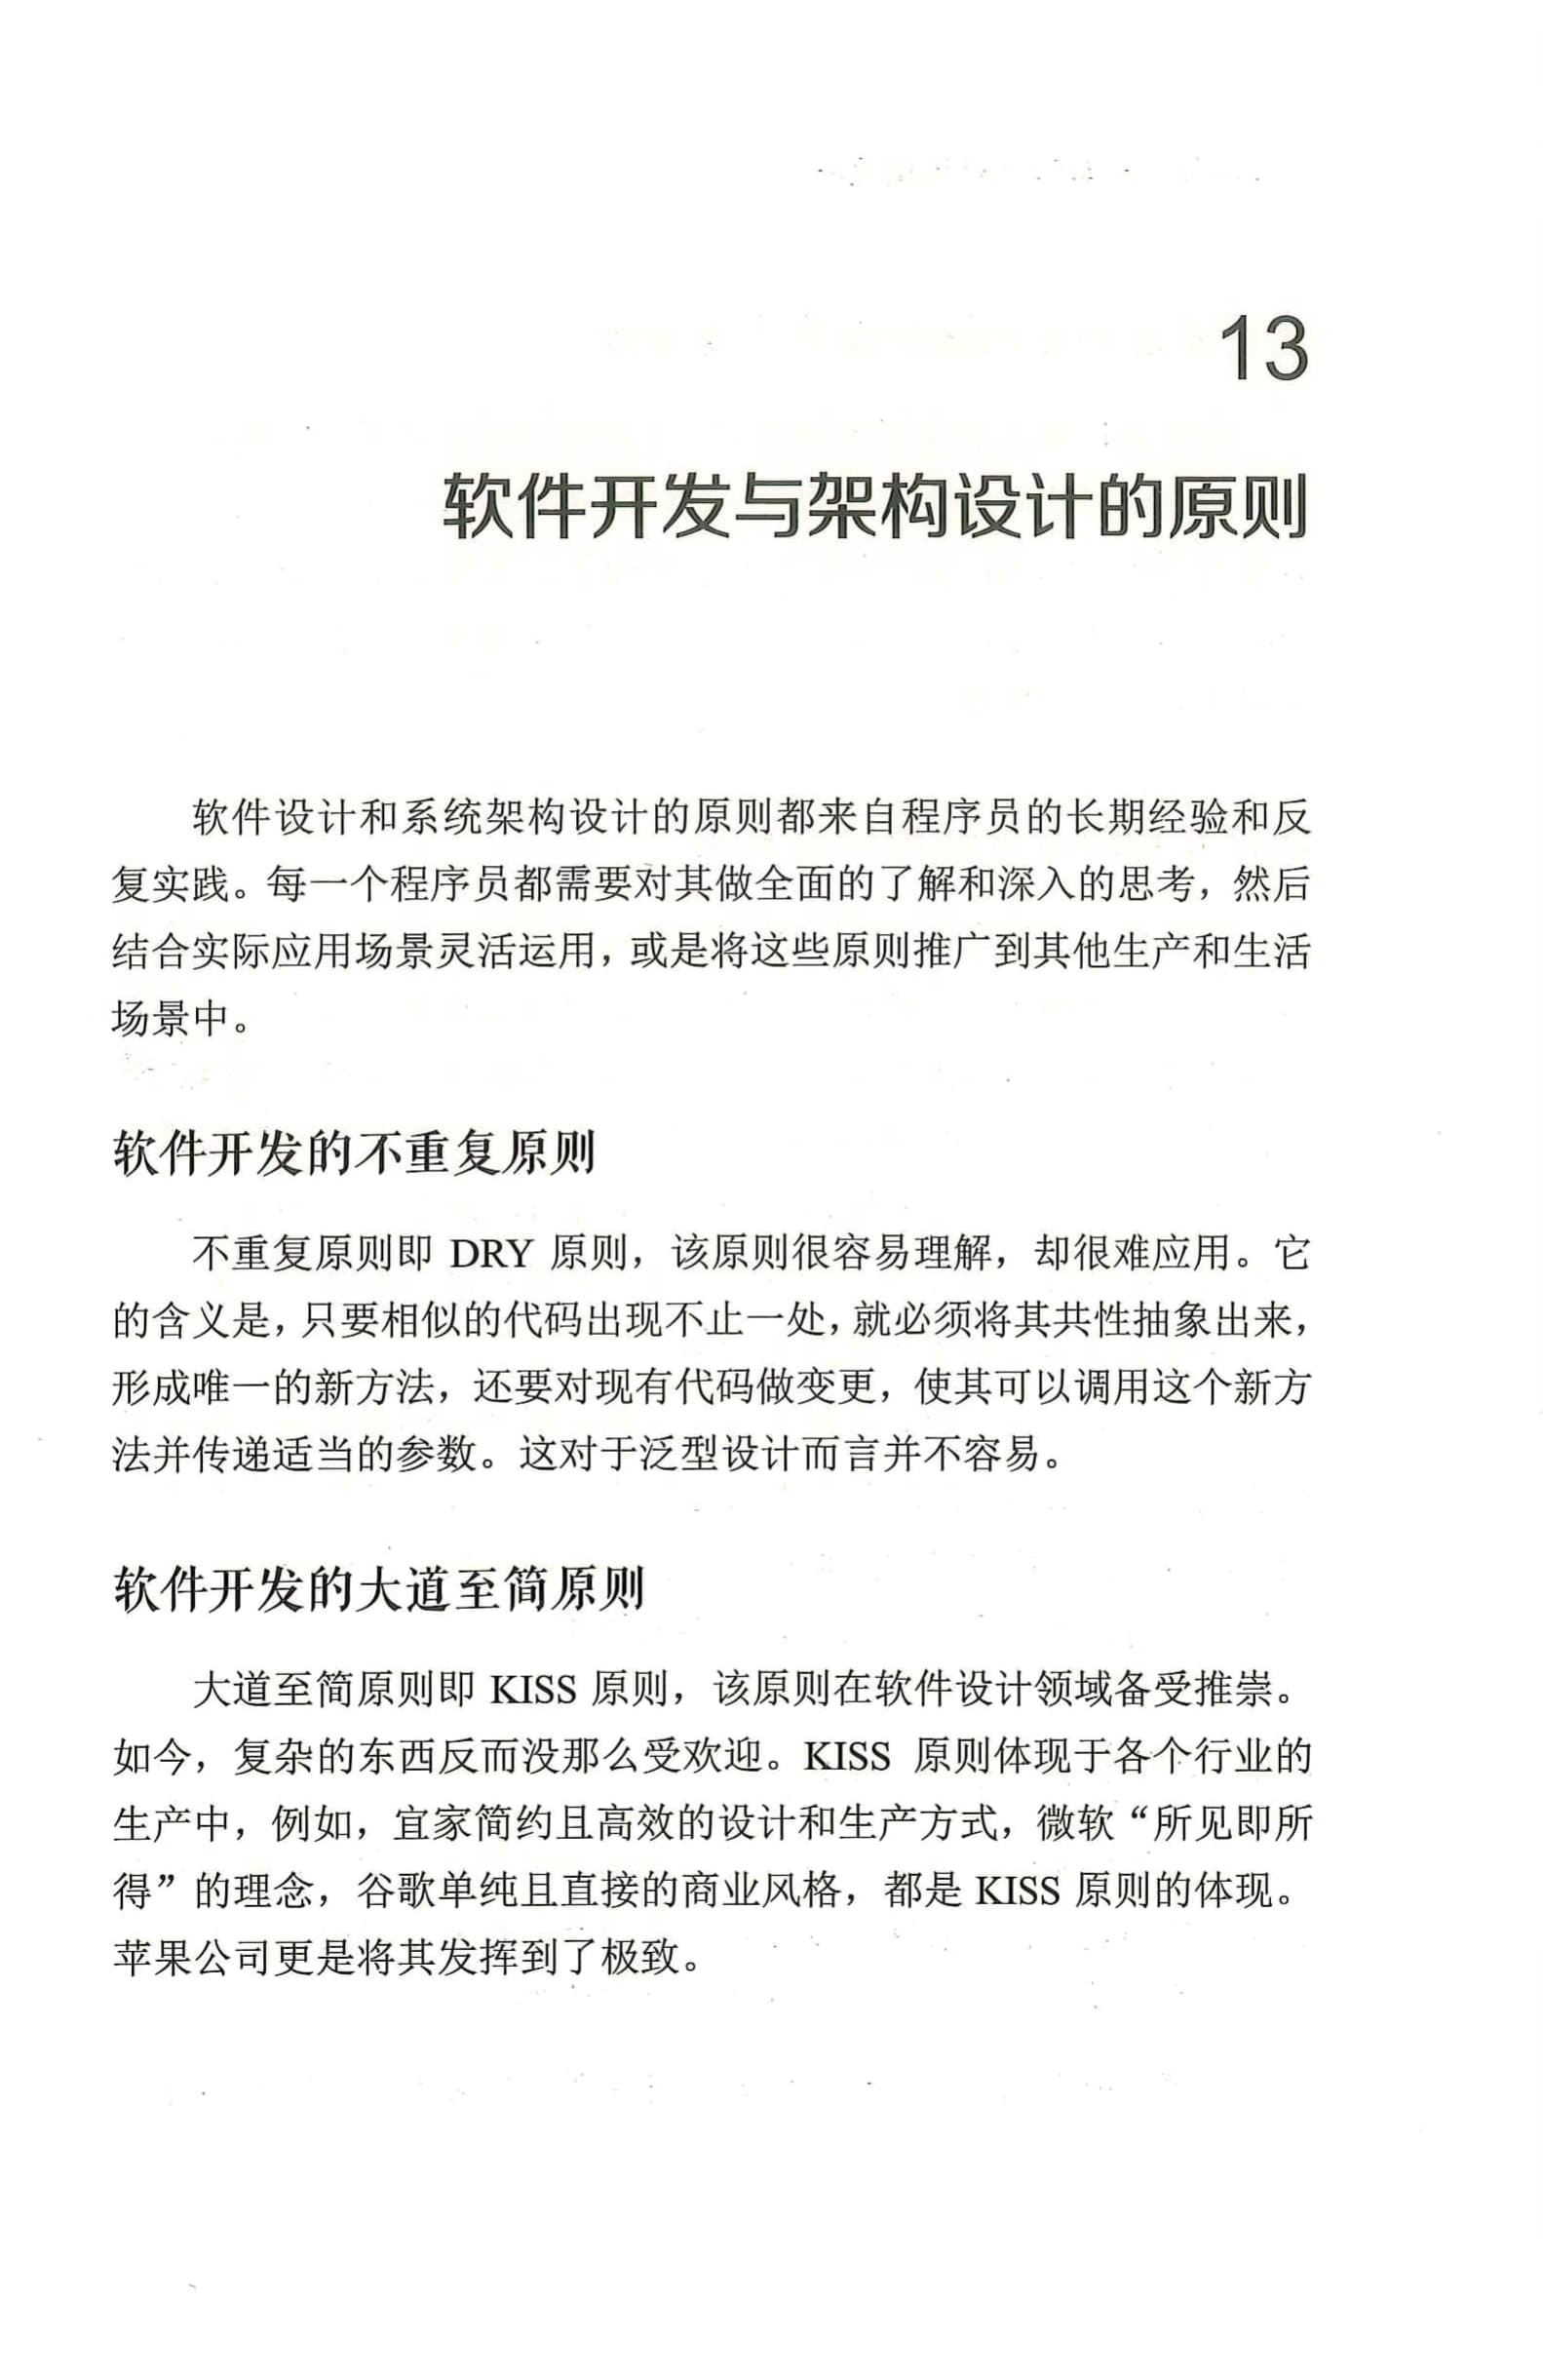 13
软件开发与架构设计的原则
软件设计和系统架构设计的原则都来自程序员的长期经验和反
复实践。每一个程序员都需要对其做全面的了解和深入的思考，然后
结合实际应用场景灵活运用，或是将这些原则推广到其他生产和生活
场景中。
软件开发的不重复原则
不重复原则即 DRY 原则，该原则很容易理解，却很难应用。它
的含义是，只要相似的代码出现不止一处，就必须将其共性抽象出来，
形成唯一的新方法，还要对现有代码做变更，使其可以调用这个新方
法并传递适当的参数。这对于泛型设计而言并不容易。
软件开发的大道至简原则
大道至简原则即 KISS 原则，该原则在软件设计领域备受推崇。
如今，复杂的东西反而没那么受欢迎。KISS 原则体现于各个行业的
生产中，例如，宜家简约且高效的设计和生产方式，微软“所见即所
得”的理念，谷歌单纯且直接的商业风格，都是 KISS 原则的体现。
苹果公司更是将其发挥到了极致。